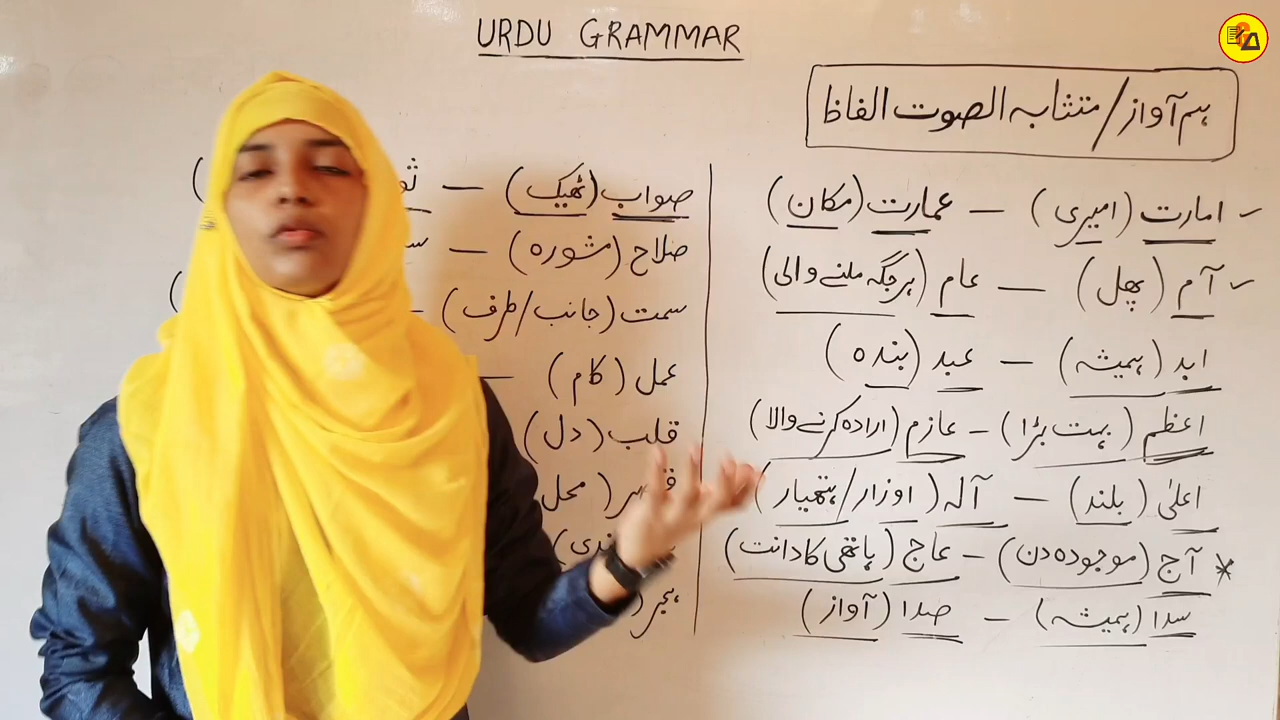 URDU GRAMMAR
ہم آواز/متشابہ الصوت الفاظ
امارت (امیری) — عمارت (مکان)
آم (پھل) — عام (ہر جگہ ملنے والی)
ابد (ہمیشہ) — عبد (بندہ)
اعظم (بہت بڑا) — عازم (ارادہ کرنے والا)
اعلیٰ (بلند) — آلہ (اوزار/ہتھیار)
* آج (موجودہ دن) — عاج (ہاتھی کا دانت)
سدا (ہمیشہ) — صدا (آواز)
صواب (ٹھیک) —
صلاح (مشورہ) —
سمت (جانب/طرف)
عمل (کام) —
قلب (دل)
(محل
ہجر